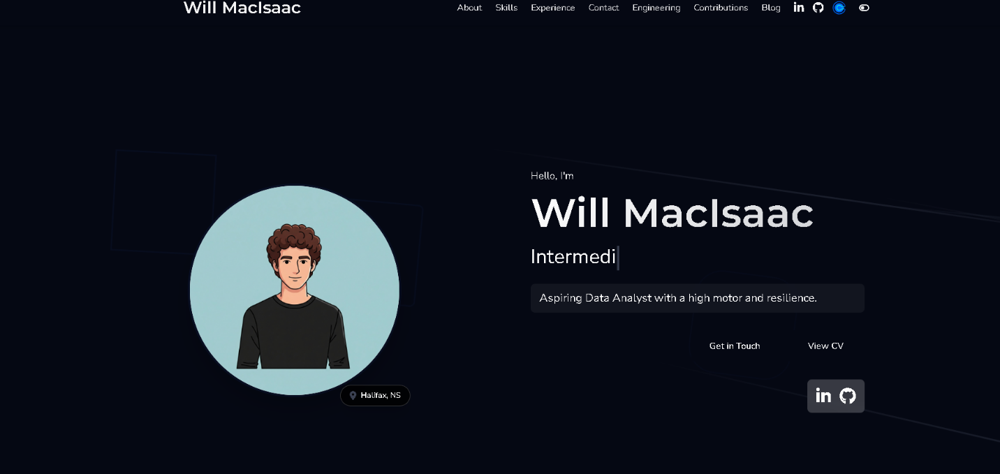 Will MacIsaac
About Skills Experience Contact Engineering Contributions Blog
Hello, I'm
Will MacIsaac
Intermedi
Aspiring Data Analyst with a high motor and resilience.
Get in Touch View CV
Halifax, NS